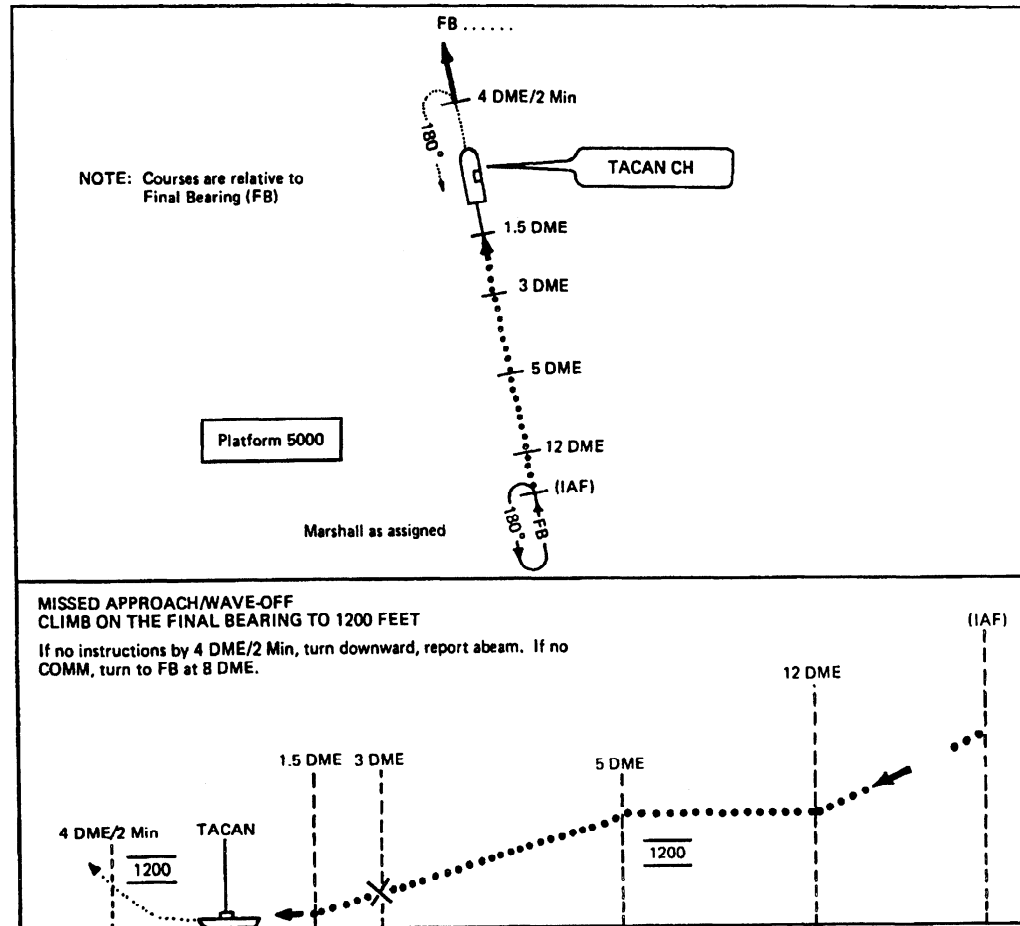 FB ......
4 DME/2 Min
180°
NOTE: Courses are relative to
Final Bearing (FB)
TACAN CH
1.5 DME
3 DME
5 DME
Platform 5000
12 DME
(IAF)
180°
FB
Marshall as assigned
MISSED APPROACH/WAVE-OFF
CLIMB ON THE FINAL BEARING TO 1200 FEET
If no instructions by 4 DME/2 Min, turn downward, report abeam. If no
COMM, turn to FB at 8 DME.
(IAF)
12 DME
1.5 DME 3 DME
5 DME
4 DME/2 Min
TACAN
1200
1200